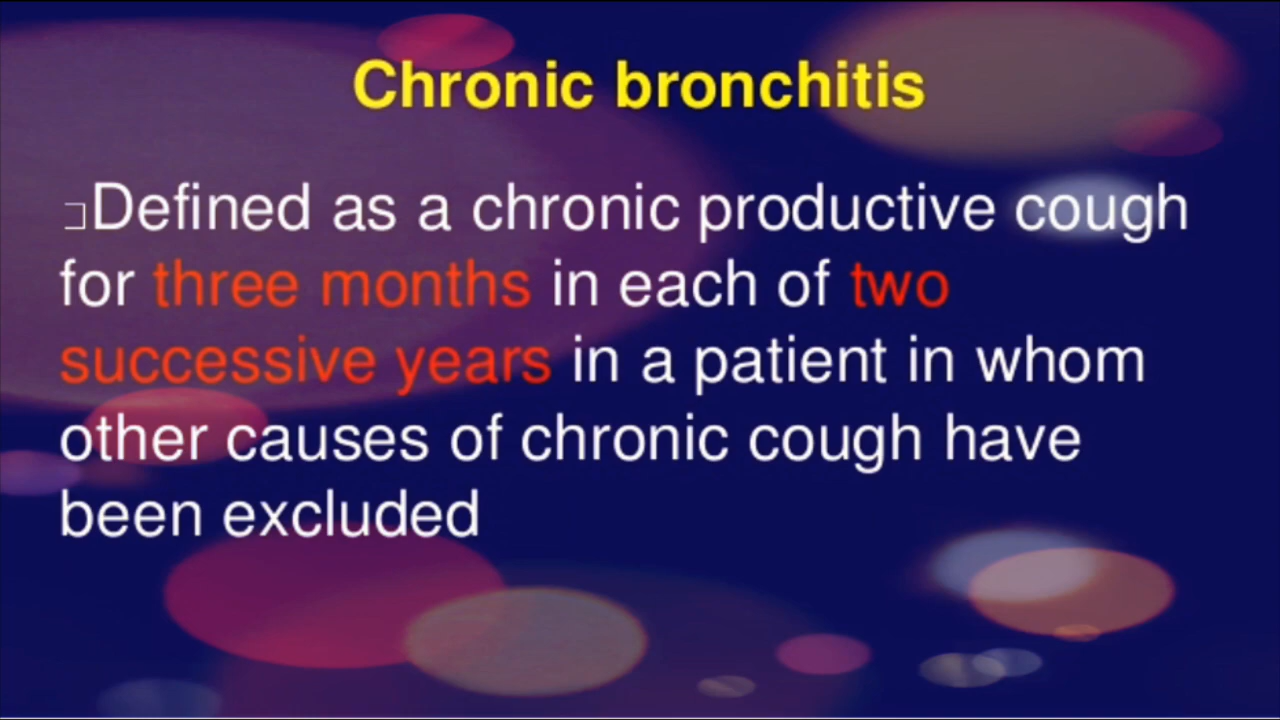 Chronic bronchitis
Defined as a chronic productive cough
for three months in each of two
successive years in a patient in whom
other causes of chronic cough have
been excluded